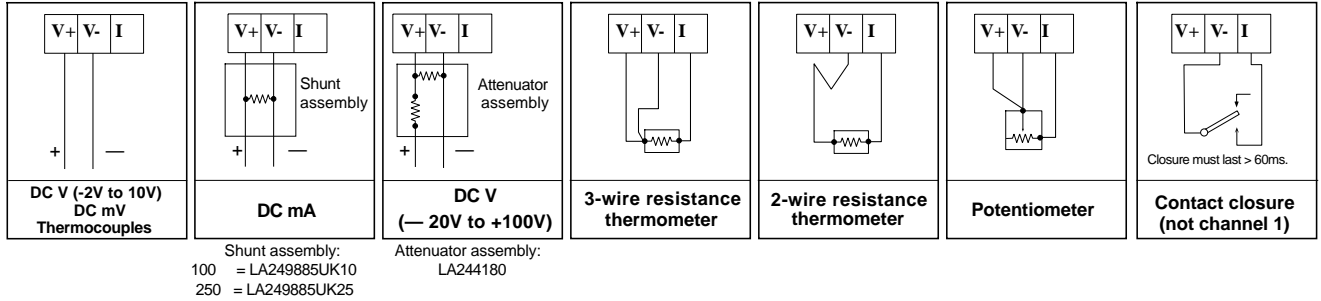 V+ V- I
+ —
DC V (-2V to 10V)
DC mV
Thermocouples
V+ V- I
Shunt
assembly
+ —
DC mA
Shunt assembly:
100 = LA249885UK10
250 = LA249885UK25
V+ V- I
Attenuator
assembly
+ —
DC V
(— 20V to +100V)
Attenuator assembly:
LA244180
V+ V- I
3-wire resistance
thermometer
V+ V- I
2-wire resistance
thermometer
V+ V- I
Potentiometer
V+ V- I
Closure must last > 60ms.
Contact closure
(not channel 1)